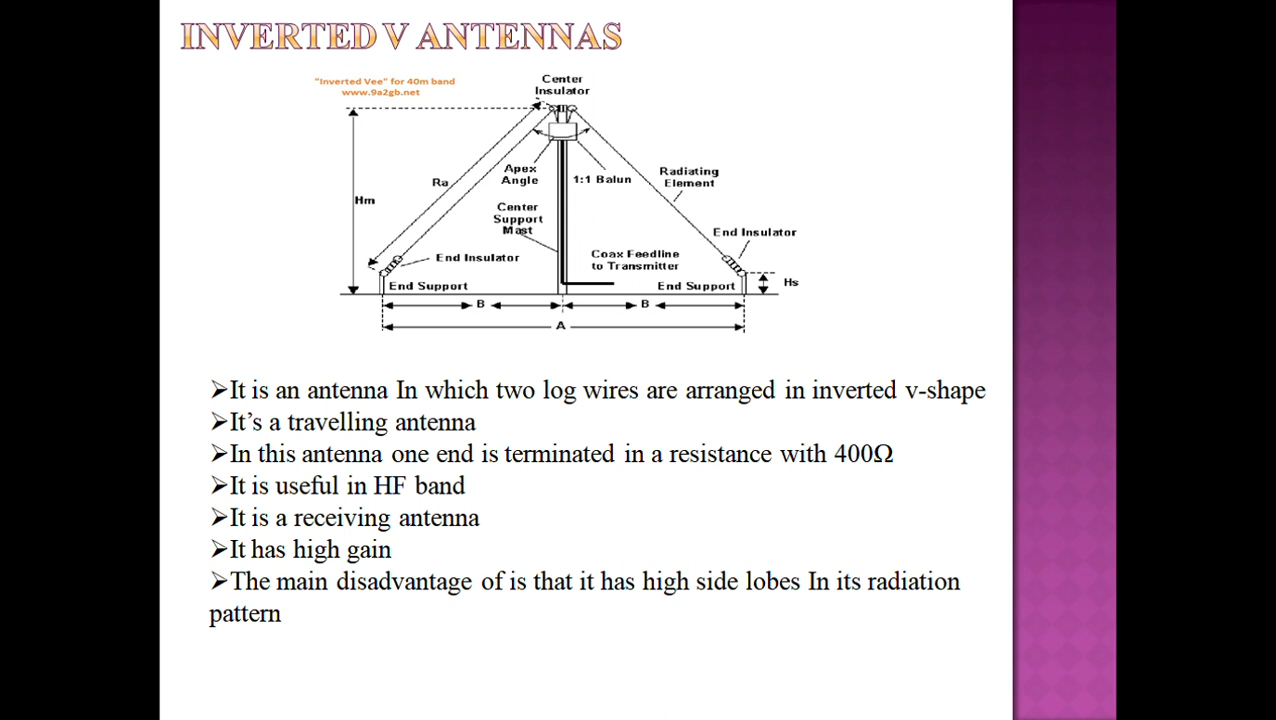 INVERTED V ANTENNAS
"Inverted Vee" for 40m band
www.9a2gb.net
Center
Insulator
Ra
Hm
Apex
Angle
1:1 Balun
Radiating
Element
Center
Support
Mast
End Insulator
End Insulator
Coax Feedline
to Transmitter
End Support
End Support
Hs
B
B
A
➢It is an antenna In which two log wires are arranged in inverted v-shape
➢It's a travelling antenna
➢In this antenna one end is terminated in a resistance with 400Ω
➢It is useful in HF band
➢It is a receiving antenna
➢It has high gain
➢The main disadvantage of is that it has high side lobes In its radiation
pattern